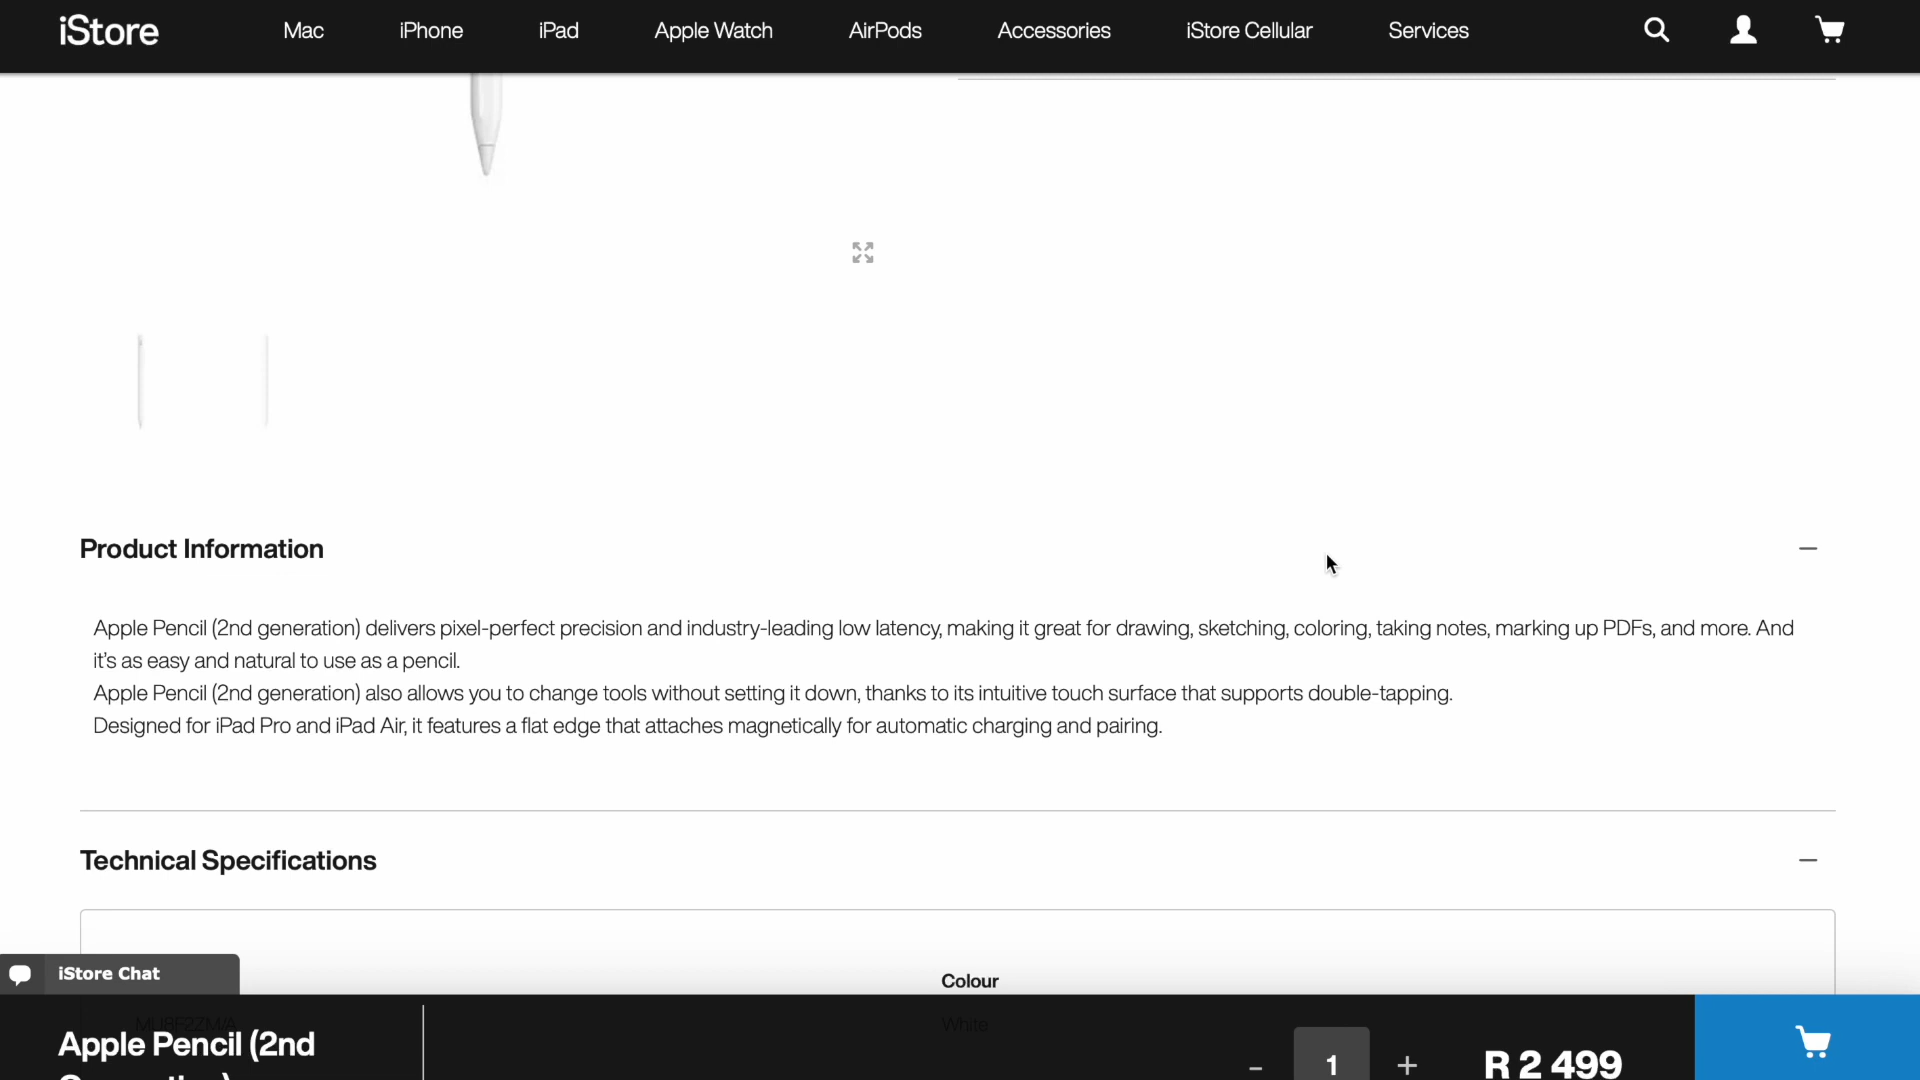 iStore
Mac
iPhone
iPad
Apple Watch
AirPods
Accessories
iStore Cellular
Services
Product Information
Apple Pencil (2nd generation) delivers pixel-perfect precision and industry-leading low latency, making it great for drawing, sketching, coloring, taking notes, marking up PDFs, and more. And
it's as easy and natural to use as a pencil.
Apple Pencil (2nd generation) also allows you to change tools without setting it down, thanks to its intuitive touch surface that supports double-tapping.
Designed for iPad Pro and iPad Air, it features a flat edge that attaches magnetically for automatic charging and pairing.
Technical Specifications
iStore Chat
Colour
MU8F2ZM/A
White
Apple Pencil (2nd
- 1 +
R 2 499